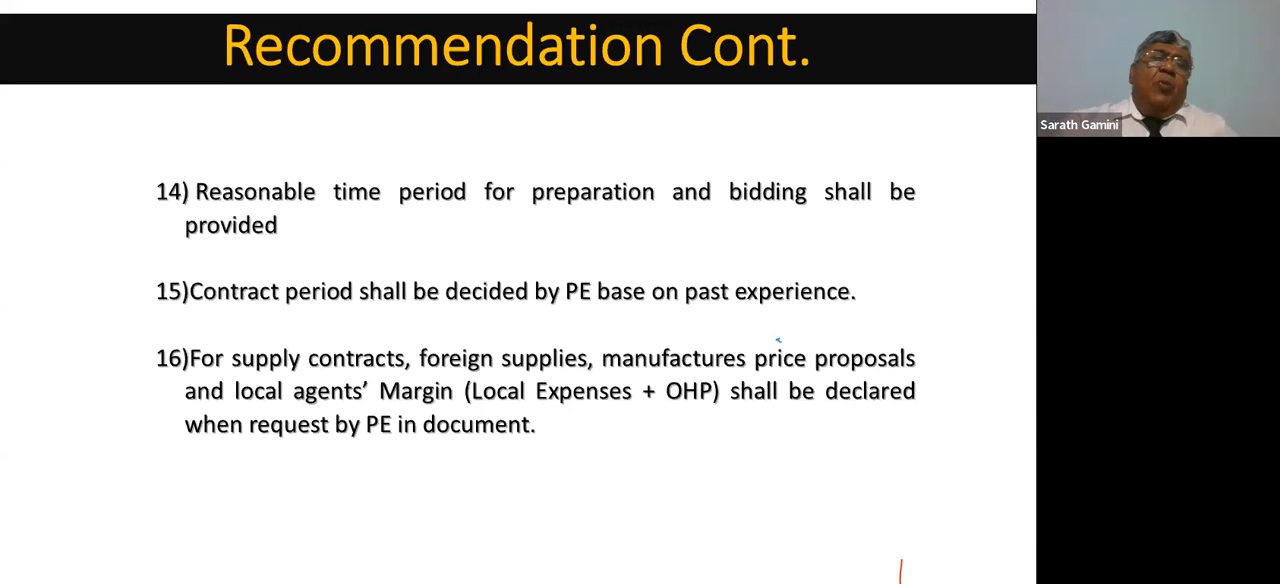 Recommendation Cont.
Sarath Gamini
14) Reasonable time period for preparation and bidding shall be
provided
15)Contract period shall be decided by PE base on past experience.
16)For supply contracts, foreign supplies, manufactures price proposals
and local agents’ Margin (Local Expenses + OHP) shall be declared
when request by PE in document.